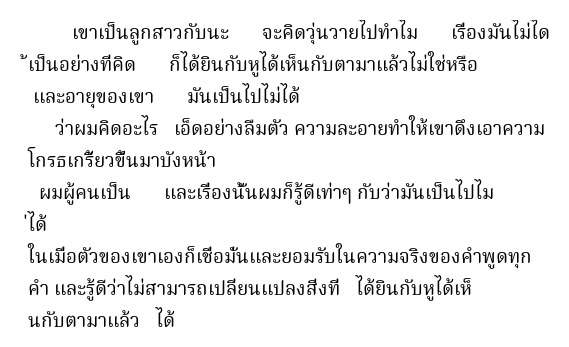 เขาเป็นลูกสาวกับนะ จะคิดวุ่นวายไปทำไม เรื่องมันไม่ได
้เป็นอย่างที่คิด ก็ได้ยินกับหูได้เห็นกับตามาแล้วไม่ใช่หรือ
และอายุของเขา มันเป็นไปไม่ได้
ว่าผมคิดอะไร เอ็ดอย่างลืมตัว ความละอายทำให้เขาดึงเอาความ
โกรธเกรี้ยวขึ้นมาบังหน้า
ผมผู้คนเป็น และเรื่องนั้นผมก็รู้ดีเท่าๆ กับว่ามันเป็นไปไม
่ได้
ในเมื่อตัวของเขาเองก็เชื่อมั่นและยอมรับในความจริงของคำพูดทุก
คำ และรู้ดีว่าไม่สามารถเปลี่ยนแปลงสิ่งที่ ได้ยินกับหูได้เห็
นกับตามาแล้ว ได้